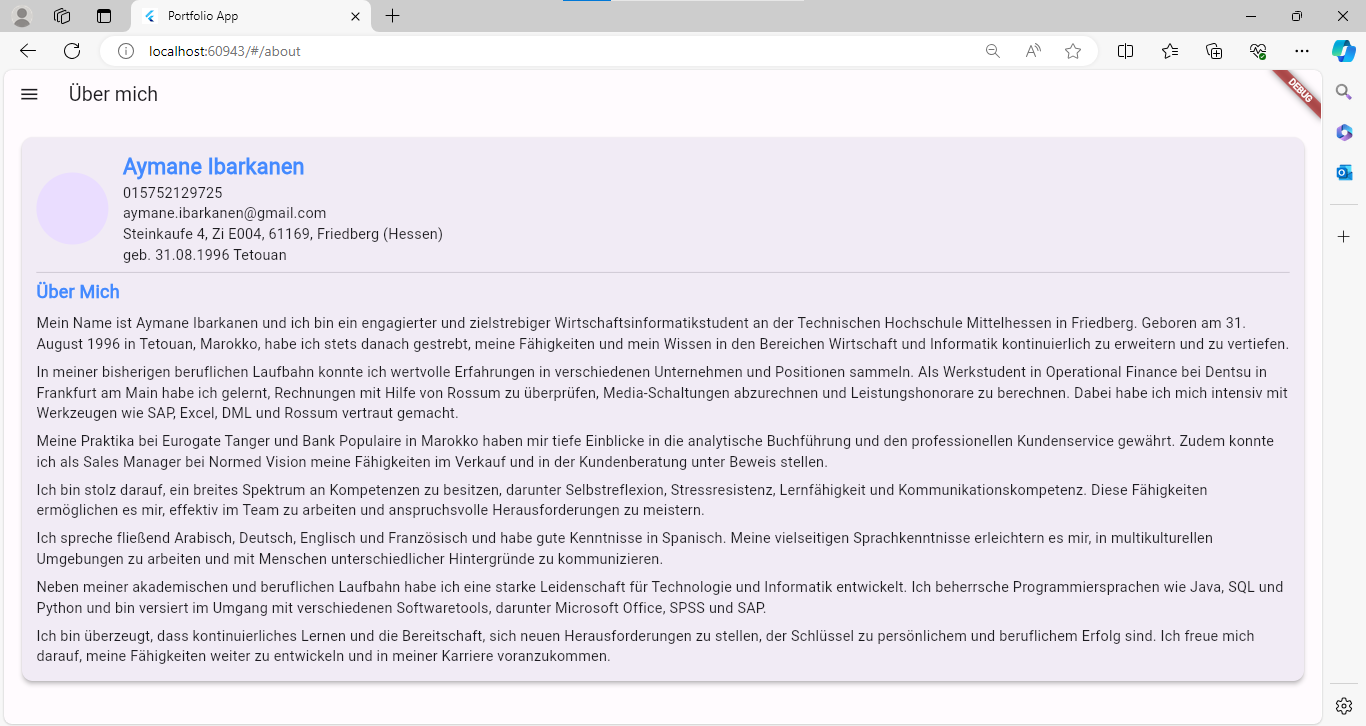 Portfolio App
localhost:60943/#/about
Über mich
DEBUG
Aymane Ibarkanen
015752129725
aymane.ibarkanen@gmail.com
Steinkaufe 4, Zi E004, 61169, Friedberg (Hessen)
geb. 31.08.1996 Tetouan
Über Mich
Mein Name ist Aymane Ibarkanen und ich bin ein engagierter und zielstrebiger Wirtschaftsinformatikstudent an der Technischen Hochschule Mittelhessen in Friedberg. Geboren am 31.
August 1996 in Tetouan, Marokko, habe ich stets danach gestrebt, meine Fähigkeiten und mein Wissen in den Bereichen Wirtschaft und Informatik kontinuierlich zu erweitern und zu vertiefen.
In meiner bisherigen beruflichen Laufbahn konnte ich wertvolle Erfahrungen in verschiedenen Unternehmen und Positionen sammeln. Als Werkstudent in Operational Finance bei Dentsu in
Frankfurt am Main habe ich gelernt, Rechnungen mit Hilfe von Rossum zu überprüfen, Media-Schaltungen abzurechnen und Leistungshonorare zu berechnen. Dabei habe ich mich intensiv mit
Werkzeugen wie SAP, Excel, DML und Rossum vertraut gemacht.
Meine Praktika bei Eurogate Tanger und Bank Populaire in Marokko haben mir tiefe Einblicke in die analytische Buchführung und den professionellen Kundenservice gewährt. Zudem konnte
ich als Sales Manager bei Normed Vision meine Fähigkeiten im Verkauf und in der Kundenberatung unter Beweis stellen.
Ich bin stolz darauf, ein breites Spektrum an Kompetenzen zu besitzen, darunter Selbstreflexion, Stressresistenz, Lernfähigkeit und Kommunikationskompetenz. Diese Fähigkeiten
ermöglichen es mir, effektiv im Team zu arbeiten und anspruchsvolle Herausforderungen zu meistern.
Ich spreche fließend Arabisch, Deutsch, Englisch und Französisch und habe gute Kenntnisse in Spanisch. Meine vielseitigen Sprachkenntnisse erleichtern es mir, in multikulturellen
Umgebungen zu arbeiten und mit Menschen unterschiedlicher Hintergründe zu kommunizieren.
Neben meiner akademischen und beruflichen Laufbahn habe ich eine starke Leidenschaft für Technologie und Informatik entwickelt. Ich beherrsche Programmiersprachen wie Java, SQL und
Python und bin versiert im Umgang mit verschiedenen Softwaretools, darunter Microsoft Office, SPSS und SAP.
Ich bin überzeugt, dass kontinuierliches Lernen und die Bereitschaft, sich neuen Herausforderungen zu stellen, der Schlüssel zu persönlichem und beruflichem Erfolg sind. Ich freue mich
darauf, meine Fähigkeiten weiter zu entwickeln und in meiner Karriere voranzukommen.